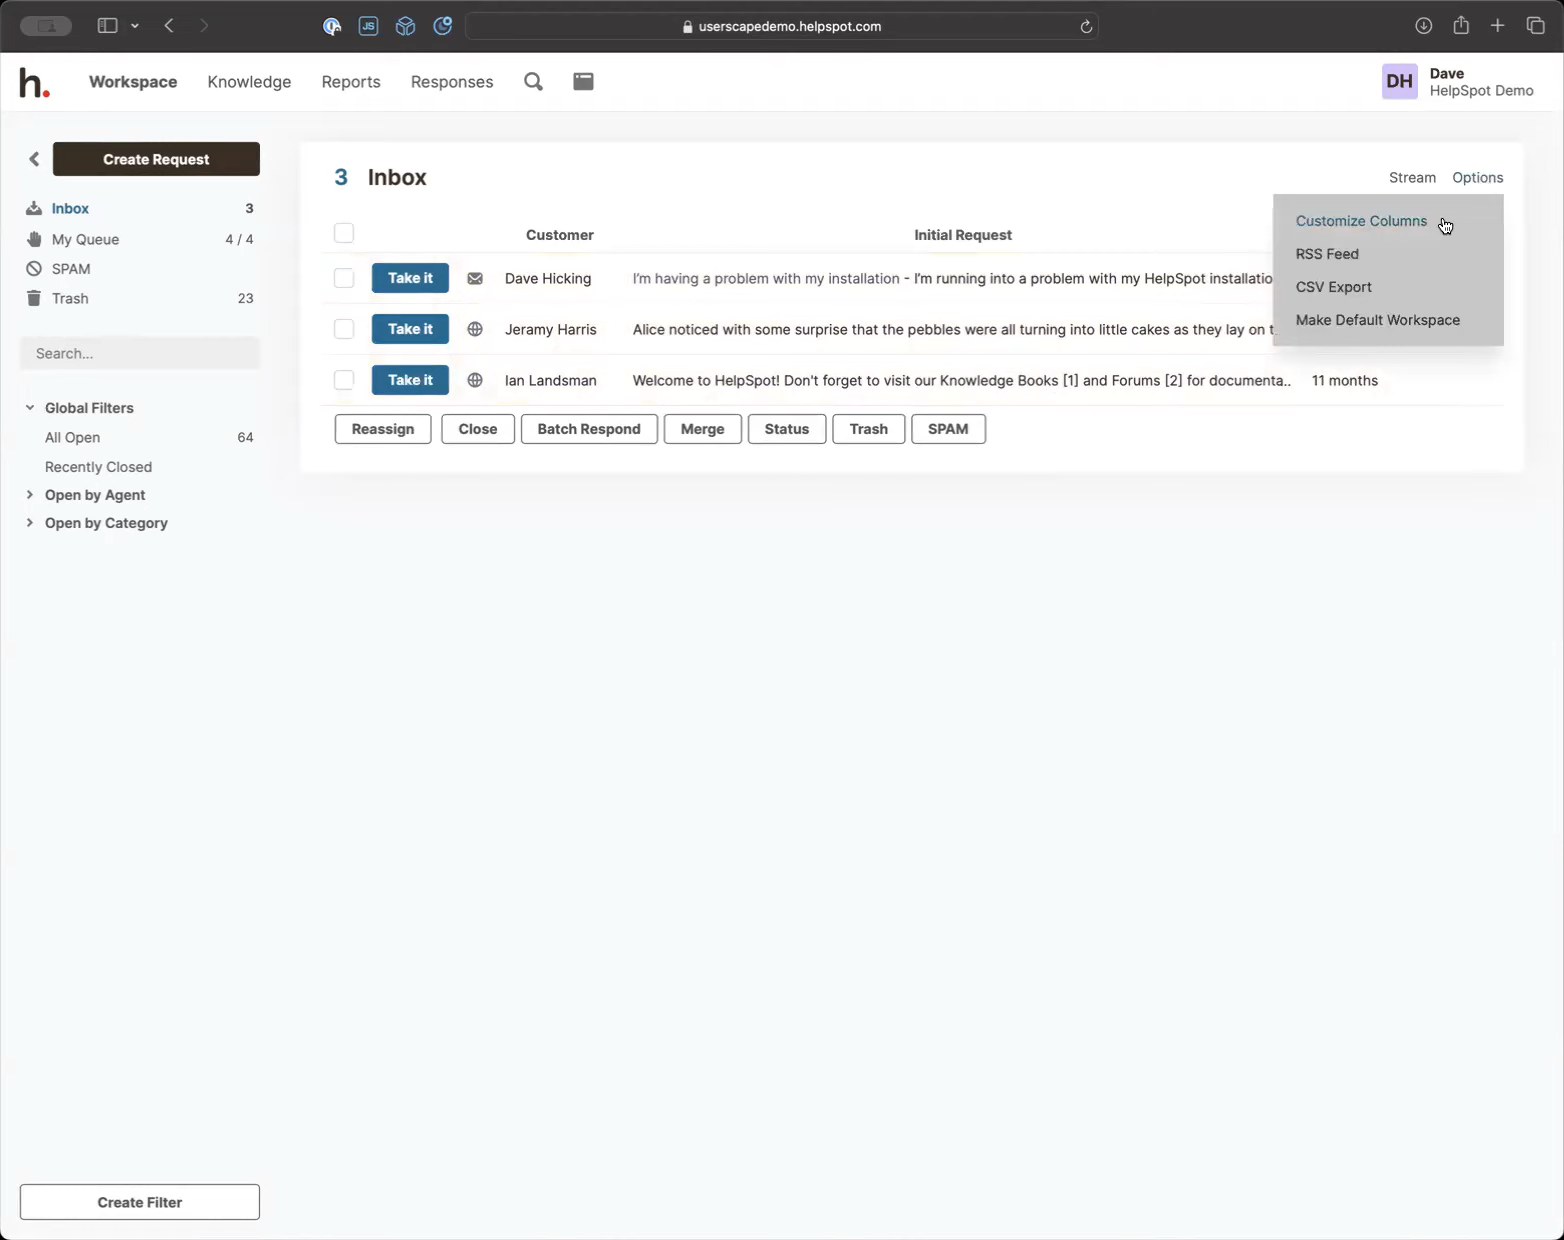 userscapedemo.helpspot.com
JS
h.
Workspace
Knowledge
Reports
Responses
DH
Dave
HelpSpot Demo
Create Request
Inbox 3
My Queue 4 / 4
SPAM
Trash 23
Search...
Global Filters
All Open 64
Recently Closed
Open by Agent
Open by Category
Create Filter
3 Inbox
Stream
Options
Customize Columns
RSS Feed
CSV Export
Make Default Workspace
Customer Initial Request
Take it Dave Hicking I'm having a problem with my installation - I'm running into a problem with my HelpSpot installatio
Take it Jeramy Harris Alice noticed with some surprise that the pebbles were all turning into little cakes as they lay on t
Take it Ian Landsman Welcome to HelpSpot! Don't forget to visit our Knowledge Books [1] and Forums [2] for documenta.. 11 months
Reassign Close Batch Respond Merge Status Trash SPAM